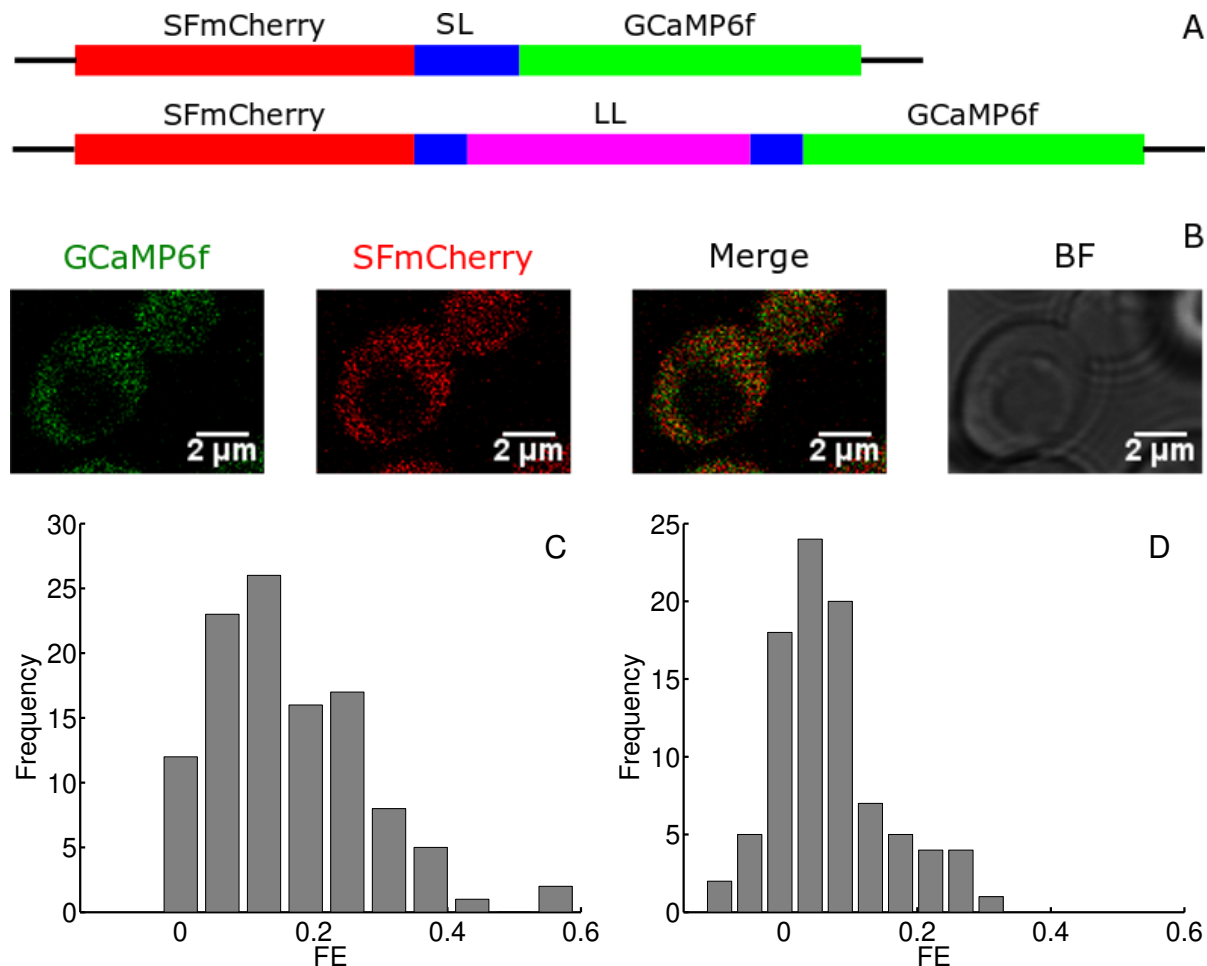 SFmCherry SL GCaMP6f A
SFmCherry LL GCaMP6f
B
GCaMP6f SFmCherry Merge BF
2 µm 2 µm 2 µm 2 µm
C
30
25
20
15
10
5
0
Frequency
0 0.2 0.4 0.6
FE
D
25
20
15
10
5
0
Frequency
0 0.2 0.4 0.6
FE